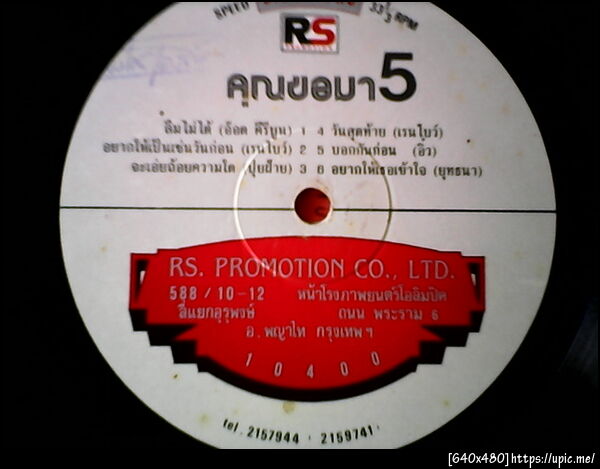 SPEED 33 1/3 RPM
RS
PROMOTION
คุณขอมา 5
ลืมไม่ได้ (อ๊อด คีรีบูน) 1 4 วันสุดท้าย (เรนโบว์)
อยากให้เป็นเช่นวันก่อน (เรนโบว์) 2 5 บอกกันก่อน (อิ๋ว)
จะเอ่ยถ้อยความใด (ปุยฝ้าย) 3 6 อยากให้เธอเข้าใจ (ยุทธนา)
RS. PROMOTION CO., LTD.
588 / 10-12 หน้าโรงภาพยนตร์โอลิมปิค
สี่แยกอุรุพงษ์ ถนน พระราม 6
อ. พญาไท กรุงเทพฯ
10400
tel. 2157944 , 2159741
[640x480]https://upic.me/